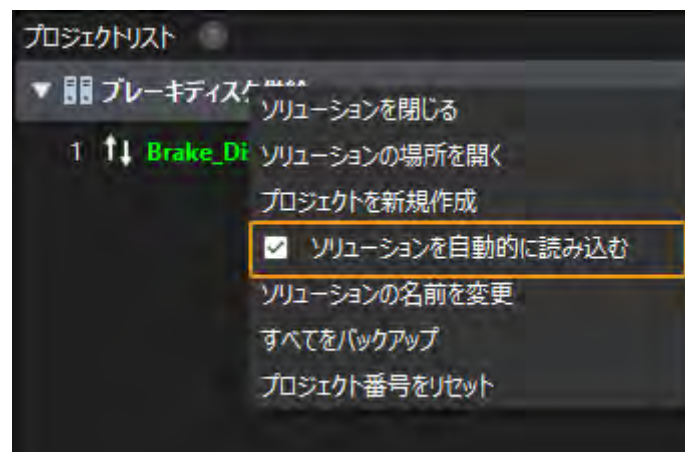 プロジェクトリスト
ブレーキディスク
1 Brake_Di
ソリューションを閉じる
ソリューションの場所を開く
プロジェクトを新規作成
ソリューションを自動的に読み込む
ソリューションの名前を変更
すべてをバックアップ
プロジェクト番号をリセット